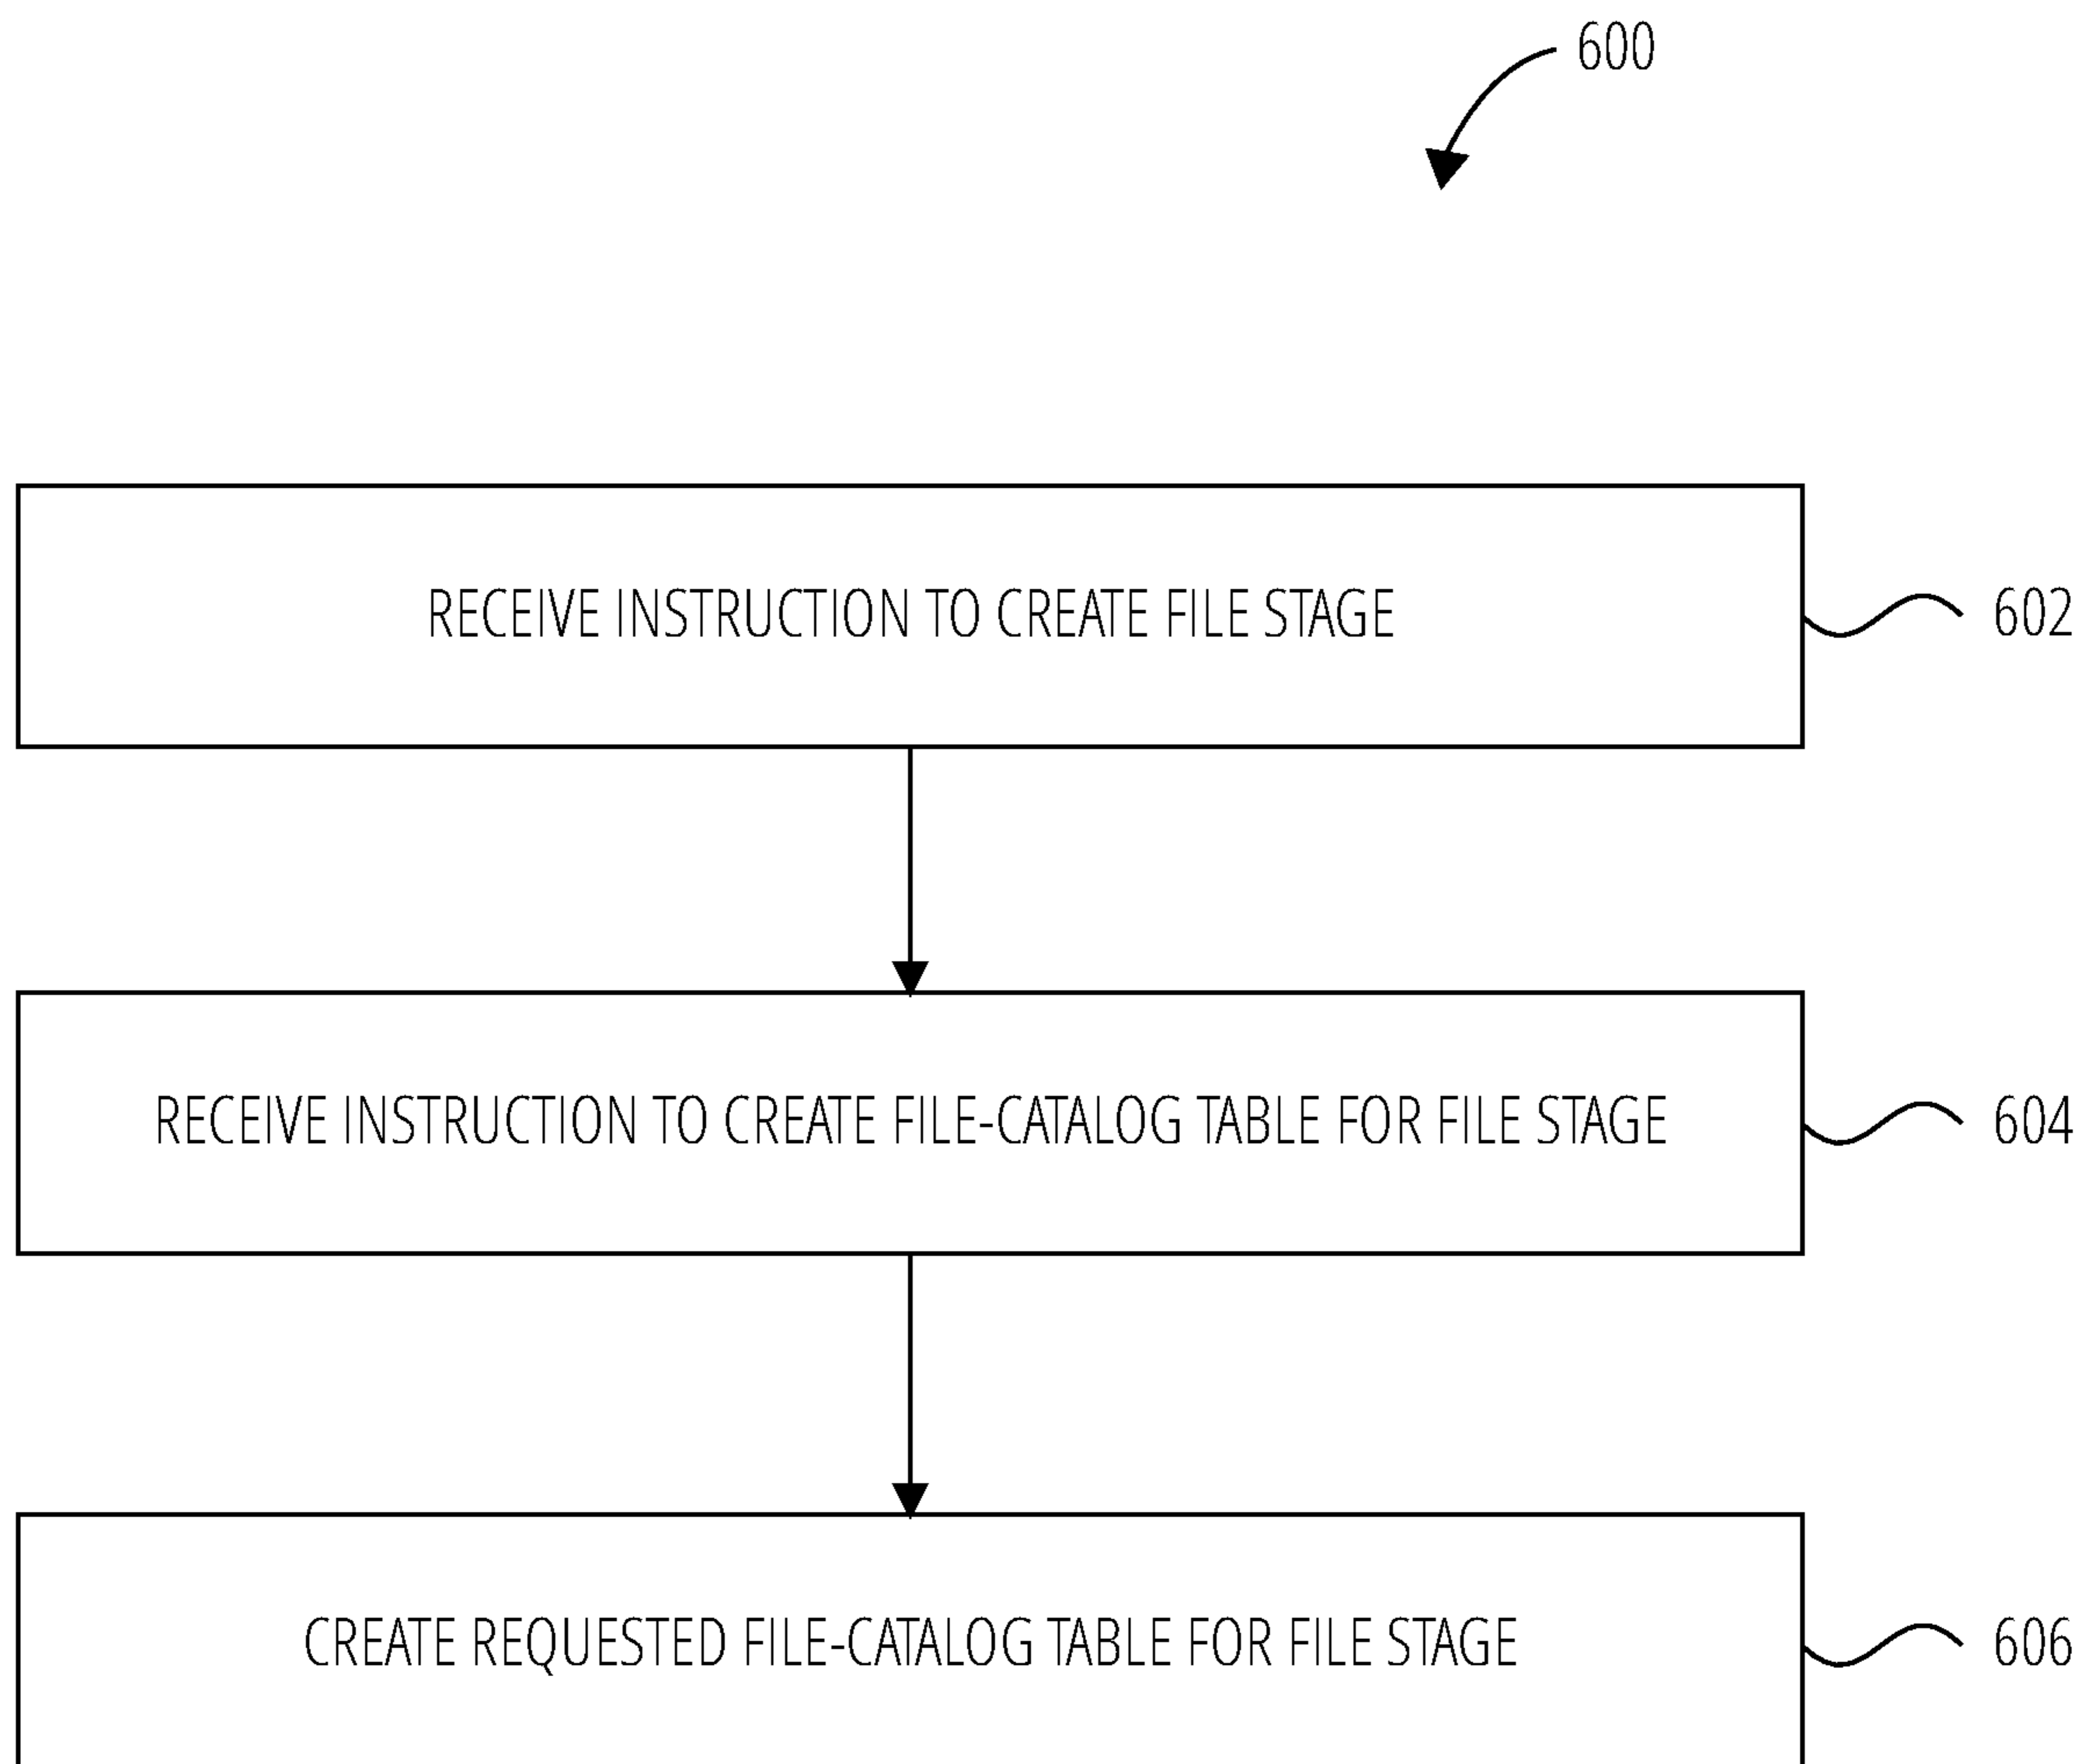 600
RECEIVE INSTRUCTION TO CREATE FILE STAGE
602
RECEIVE INSTRUCTION TO CREATE FILE-CATALOG TABLE FOR FILE STAGE
604
CREATE REQUESTED FILE-CATALOG TABLE FOR FILE STAGE
606